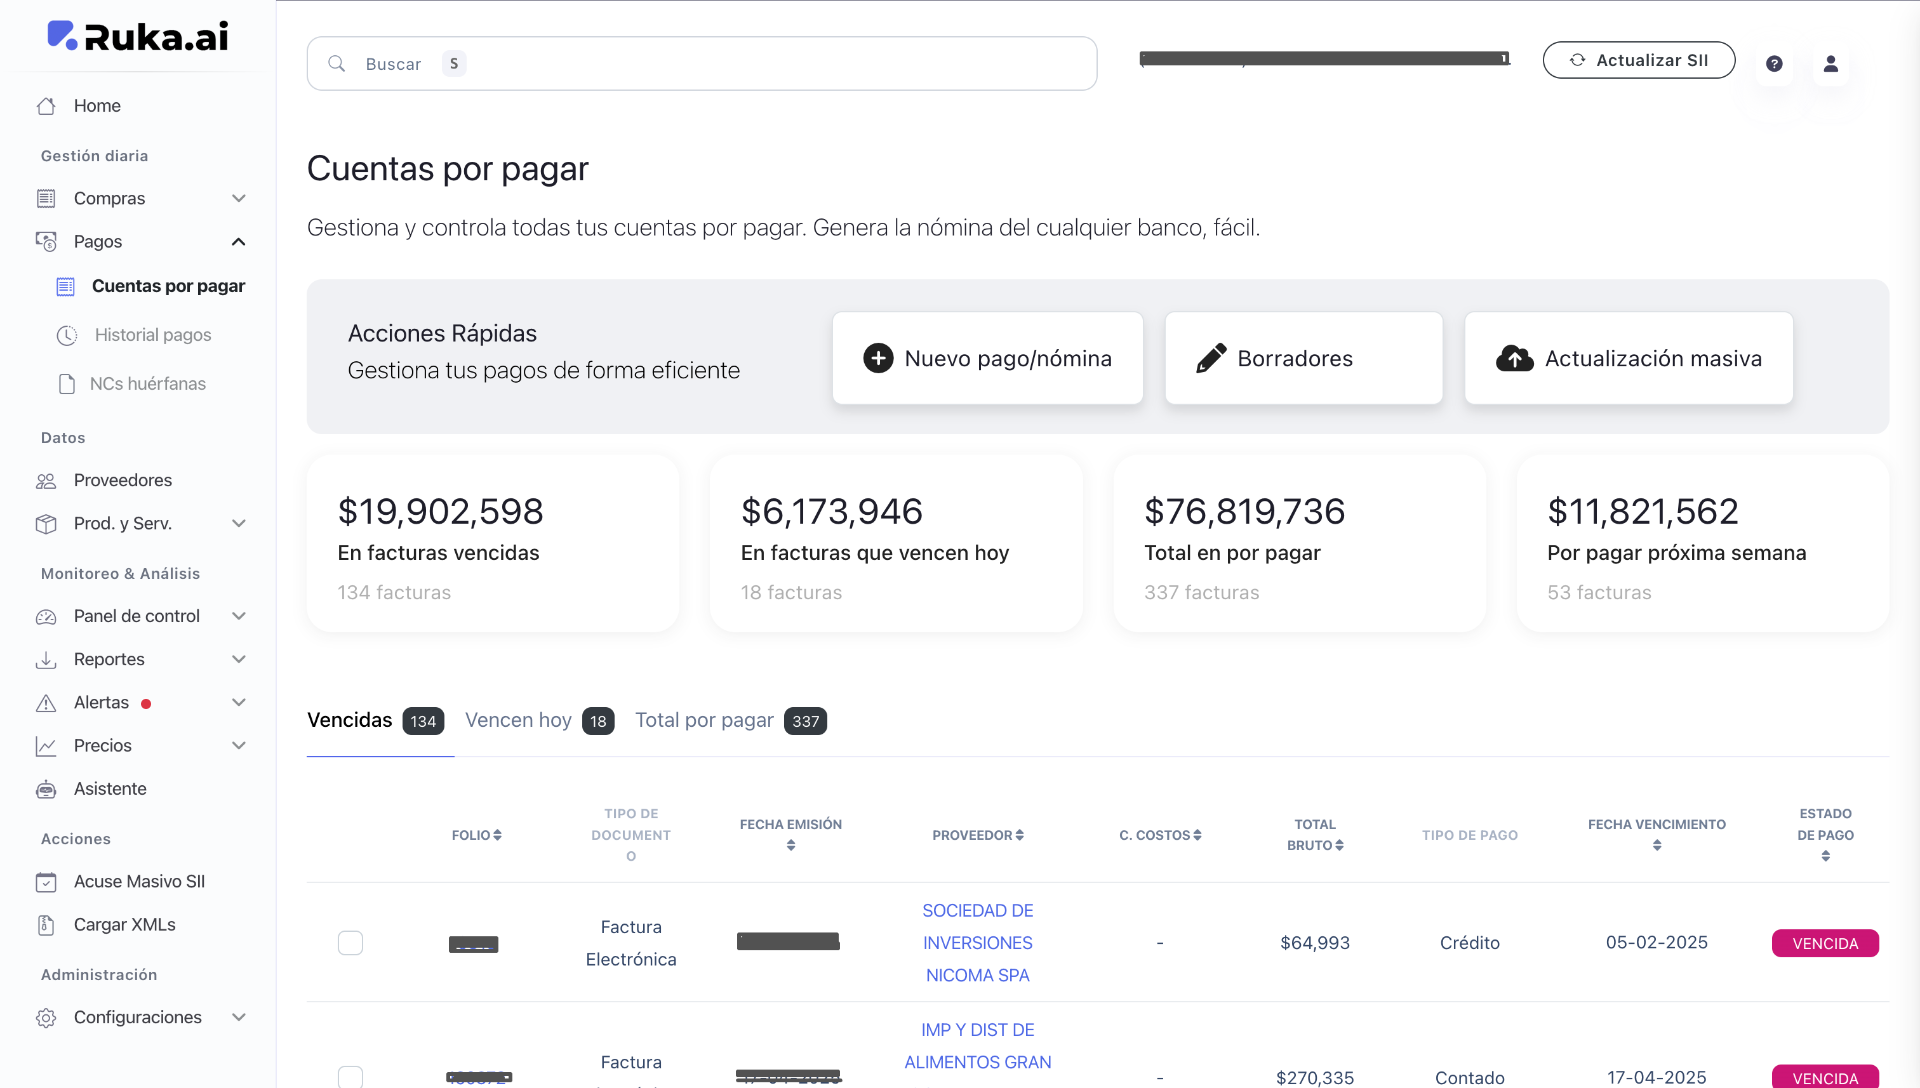 Ruka.ai
Buscar S
Actualizar SII
Home
Gestión diaria
Compras
Pagos
Cuentas por pagar
Historial pagos
NCs huérfanas
Datos
Proveedores
Prod. y Serv.
Monitoreo & Análisis
Panel de control
Reportes
Alertas
Precios
Asistente
Acciones
Acuse Masivo SII
Cargar XMLs
Administración
Configuraciones
Cuentas por pagar
Gestiona y controla todas tus cuentas por pagar. Genera la nómina del cualquier banco, fácil.
Acciones Rápidas
Gestiona tus pagos de forma eficiente
Nuevo pago/nómina
Borradores
Actualización masiva
$19,902,598
En facturas vencidas
134 facturas
$6,173,946
En facturas que vencen hoy
18 facturas
$76,819,736
Total en por pagar
337 facturas
$11,821,562
Por pagar próxima semana
53 facturas
Vencidas 134 Vencen hoy 18 Total por pagar 337
FOLIO
TIPO DE
DOCUMENT
O
FECHA EMISIÓN
PROVEEDOR
C. COSTOS
TOTAL
BRUTO
TIPO DE PAGO
FECHA VENCIMIENTO
ESTADO
DE PAGO
Factura
Electrónica
SOCIEDAD DE
INVERSIONES
NICOMA SPA
-
$64,993
Crédito
05-02-2025
VENCIDA
Factura
IMP Y DIST DE
ALIMENTOS GRAN
-
$270,335
Contado
17-04-2025
VENCIDA